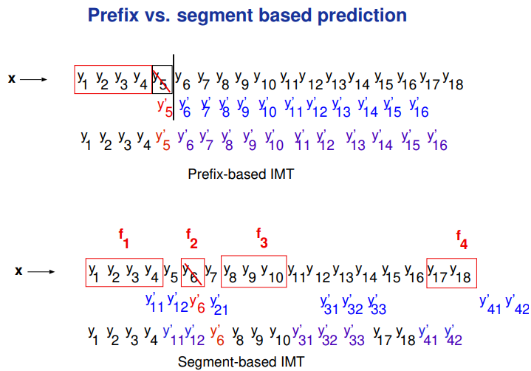 Prefix vs. segment based prediction
x → y1 y2 y3 y4 y5 y6 y7 y8 y9 y10 y11 y12 y13 y14 y15 y16 y17 y18
y'5 y'6 y'7 y'8 y'9 y'10 y'11 y'12 y'13 y'14 y'15 y'16
y1 y2 y3 y4 y'5 y'6 y'7 y'8 y'9 y'10 y'11 y'12 y'13 y'14 y'15 y'16
Prefix-based IMT
f1 f2 f3 f4
x → y1 y2 y3 y4 y5 y6 y7 y8 y9 y10 y11 y12 y13 y14 y15 y16 y17 y18
y'11 y'12 y'6 y'21 y'31 y'32 y'33 y'41 y'42
y1 y2 y3 y4 y'11 y'12 y'6 y8 y9 y10 y'31 y'32 y'33 y17 y18 y'41 y'42
Segment-based IMT